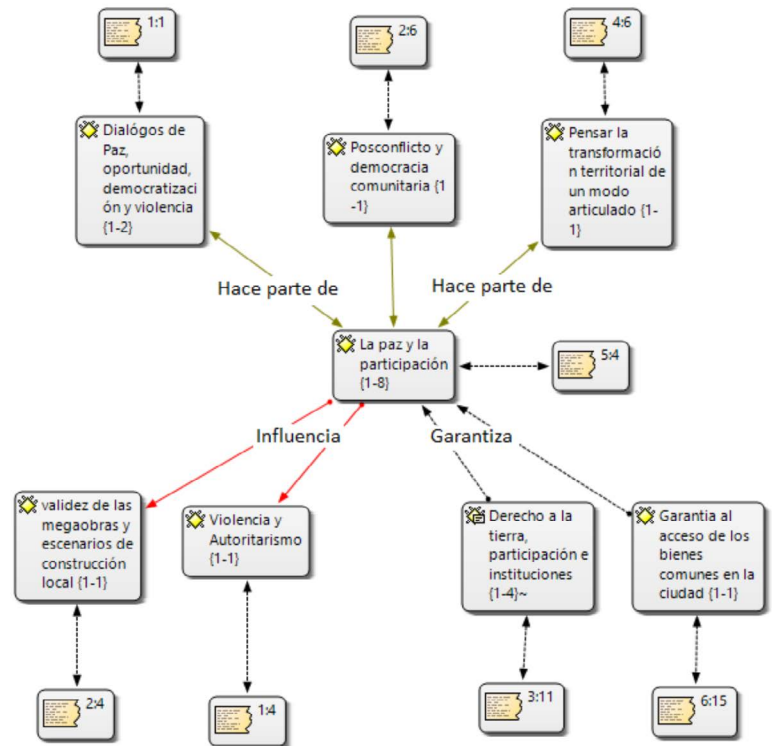 1:1
2:6
4:6
Dialógos de
Paz,
oportunidad,
democratizaci
ón y violencia
{1-2}
Posconflicto y
democracia
comunitaria {1
-1}
Pensar la
transformació
n territorial de
un modo
articulado {1-
1}
Hace parte de
Hace parte de
La paz y la
participación
{1-8}
5:4
Influencia
Garantiza
validez de las
megaobras y
escenarios de
construcción
local {1-1}
Violencia y
Autoritarismo
{1-1}
Derecho a la
tierra,
participación e
instituciones
{1-4}~
Garantia al
acceso de los
bienes
comunes en la
ciudad {1-1}
2:4
1:4
3:11
6:15